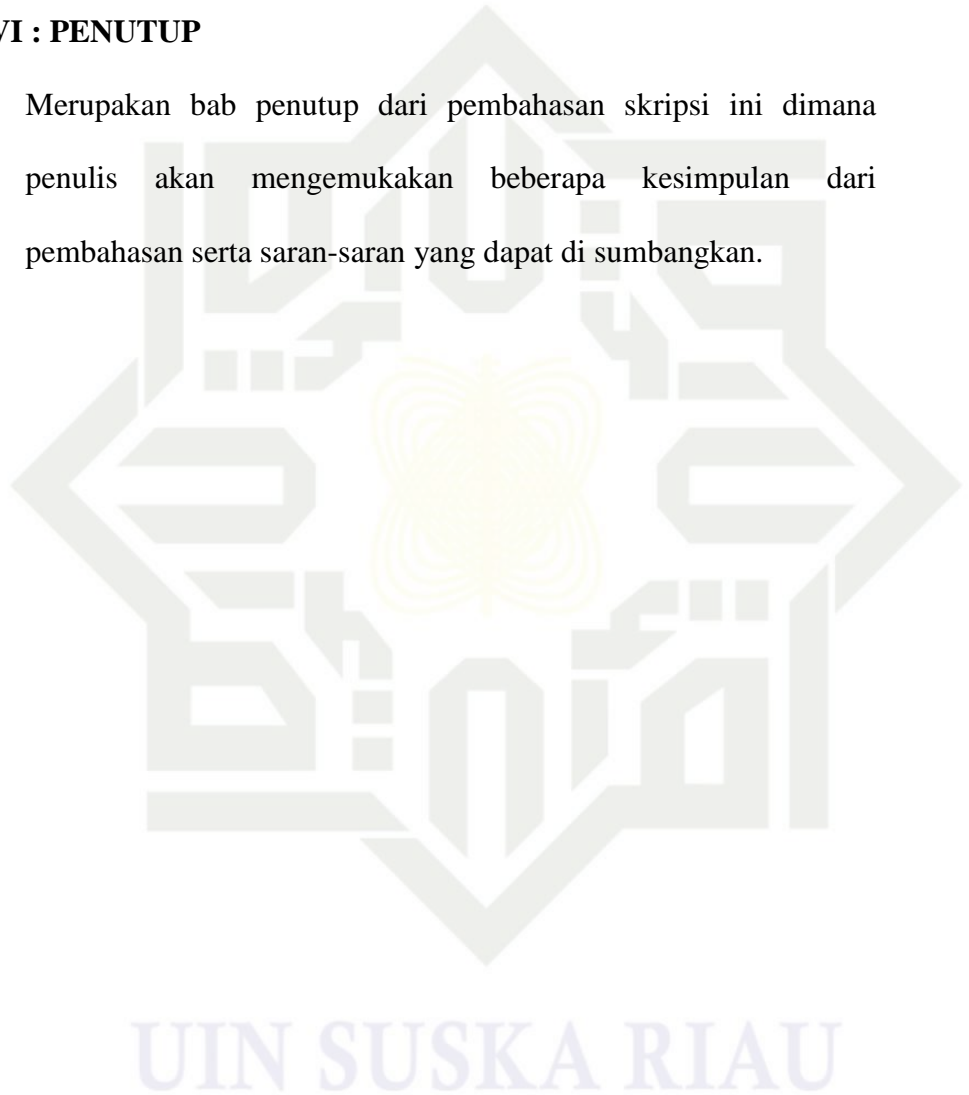 VI : PENUTUP
Merupakan bab penutup dari pembahasan skripsi ini dimana
penulis akan mengemukakan beberapa kesimpulan dari
pembahasan serta saran-saran yang dapat di sumbangkan.
UIN SUSKA RIAU